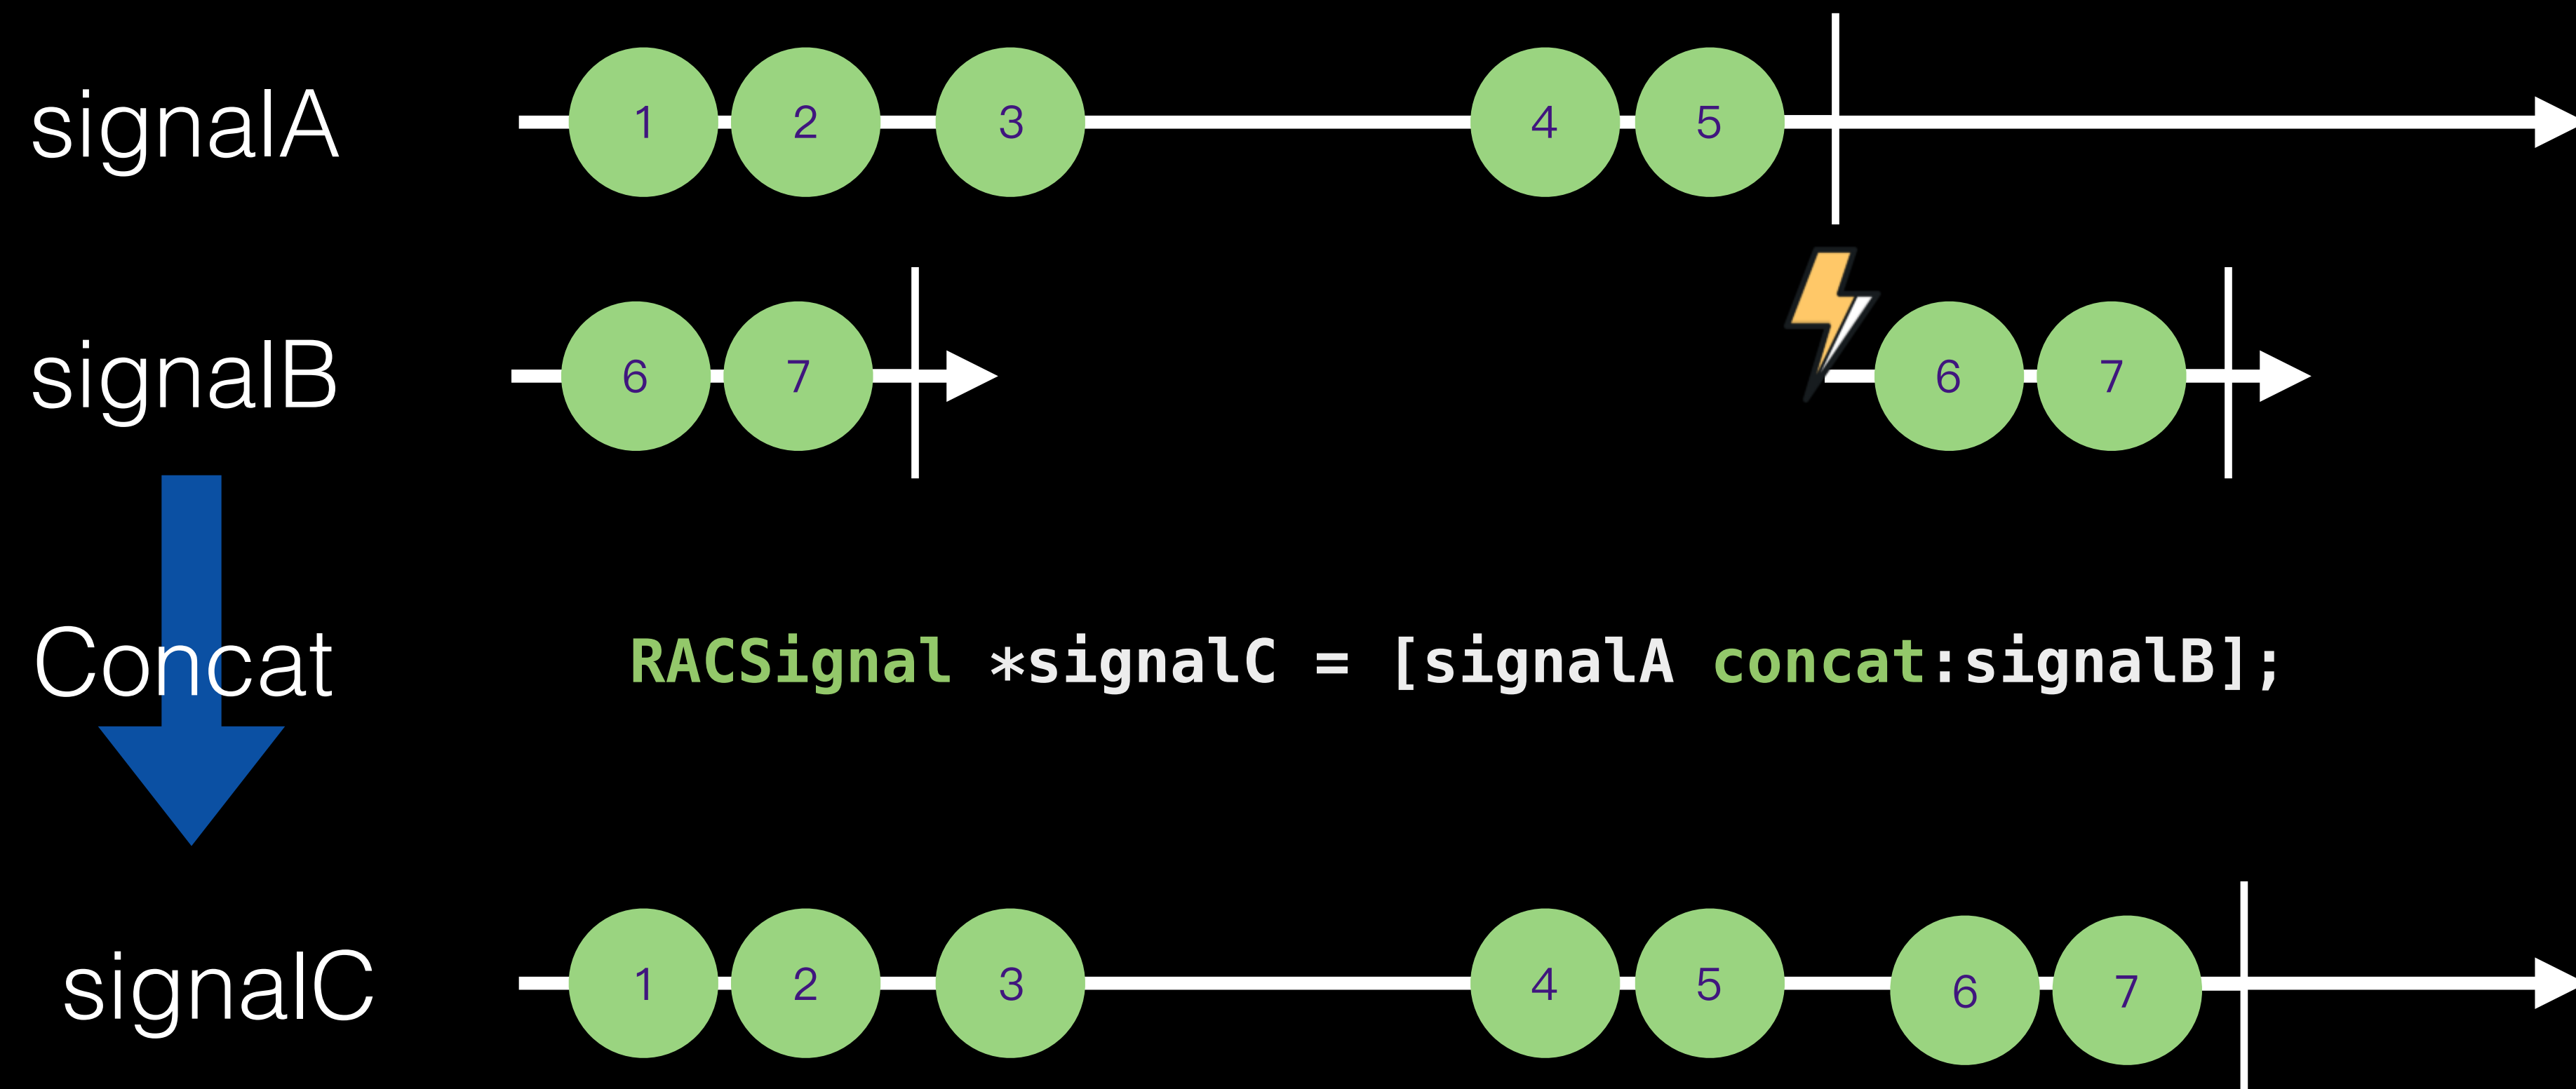 signalA 1 2 3 4 5
signalB 6 7 6 7
Concat RACSignal *signalC = [signalA concat:signalB];
signalC 1 2 3 4 5 6 7